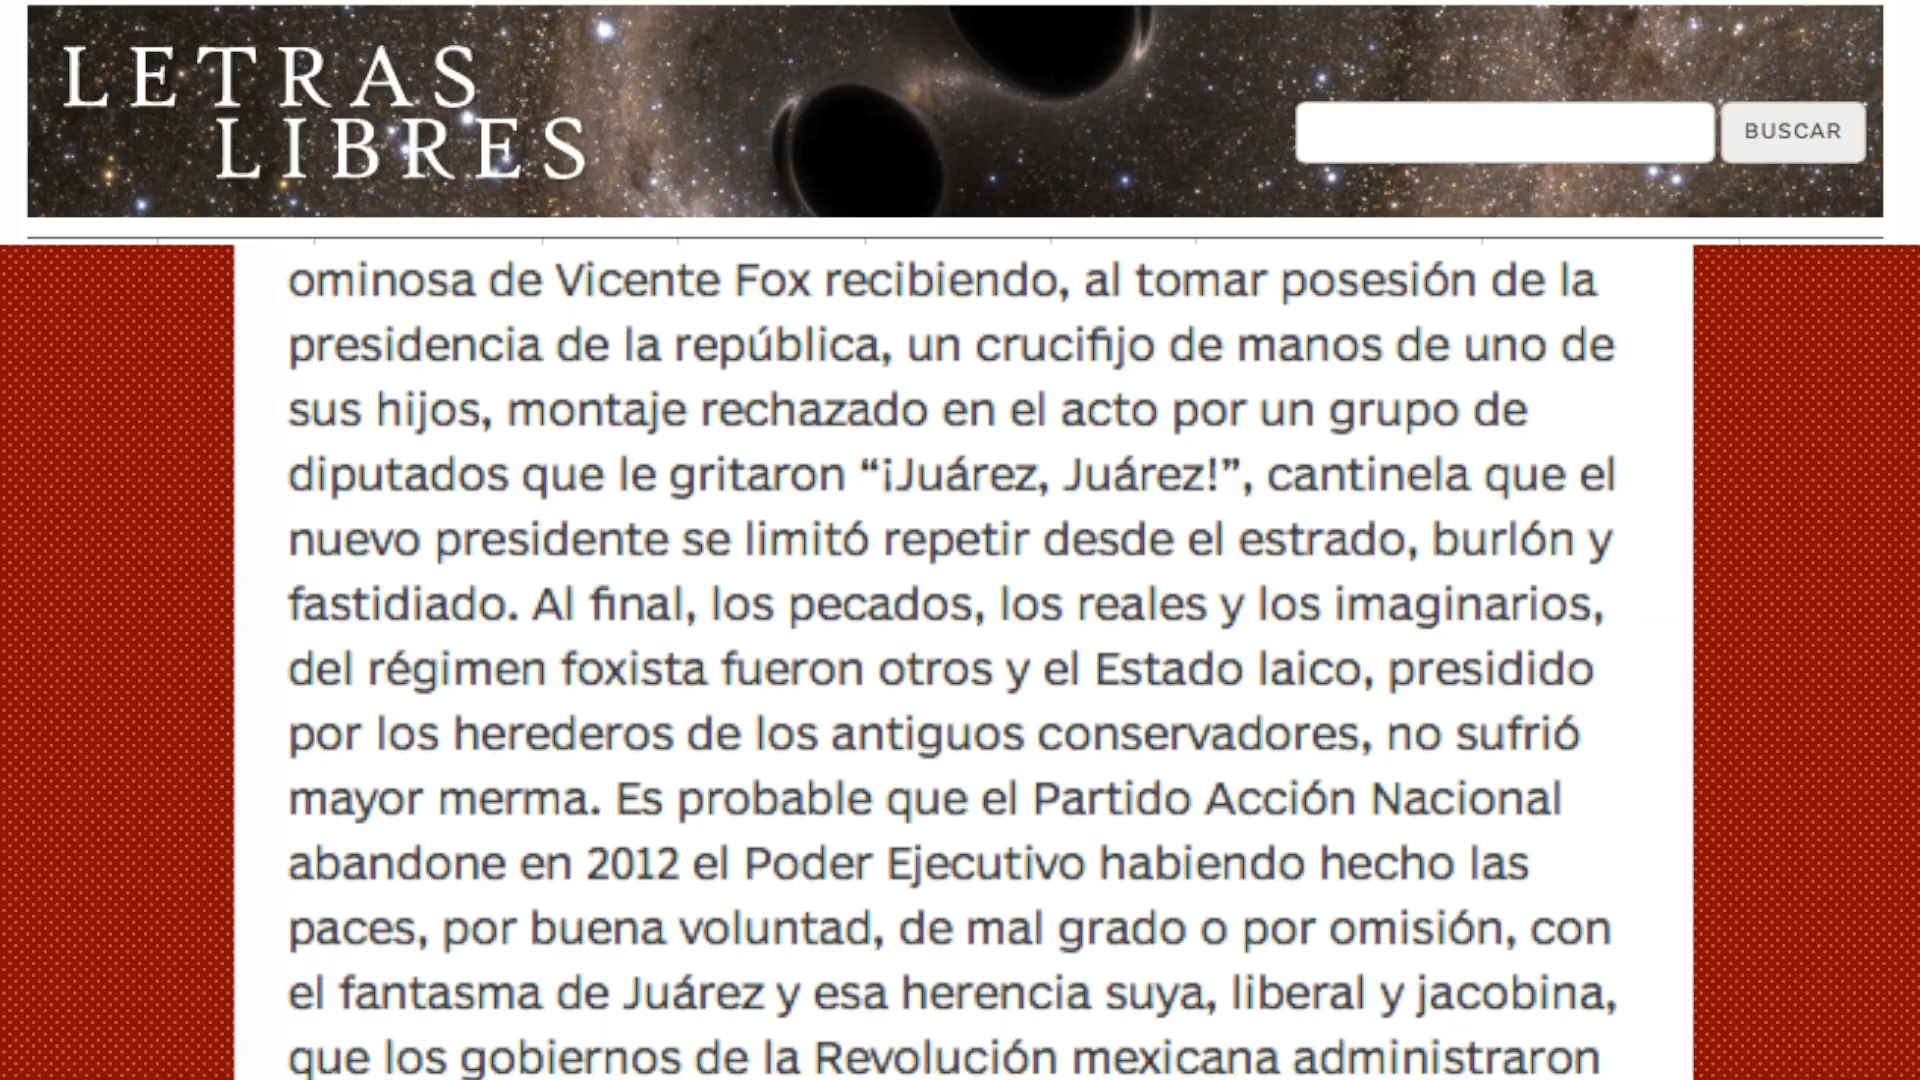 LETRAS
LIBRES
BUSCAR
ominosa de Vicente Fox recibiendo, al tomar posesión de la
presidencia de la república, un crucifijo de manos de uno de
sus hijos, montaje rechazado en el acto por un grupo de
diputados que le gritaron “¡Juárez, Juárez!”, cantinela que el
nuevo presidente se limitó repetir desde el estrado, burlón y
fastidiado. Al final, los pecados, los reales y los imaginarios,
del régimen foxista fueron otros y el Estado laico, presidido
por los herederos de los antiguos conservadores, no sufrió
mayor merma. Es probable que el Partido Acción Nacional
abandone en 2012 el Poder Ejecutivo habiendo hecho las
paces, por buena voluntad, de mal grado o por omisión, con
el fantasma de Juárez y esa herencia suya, liberal y jacobina,
que los gobiernos de la Revolución mexicana administraron